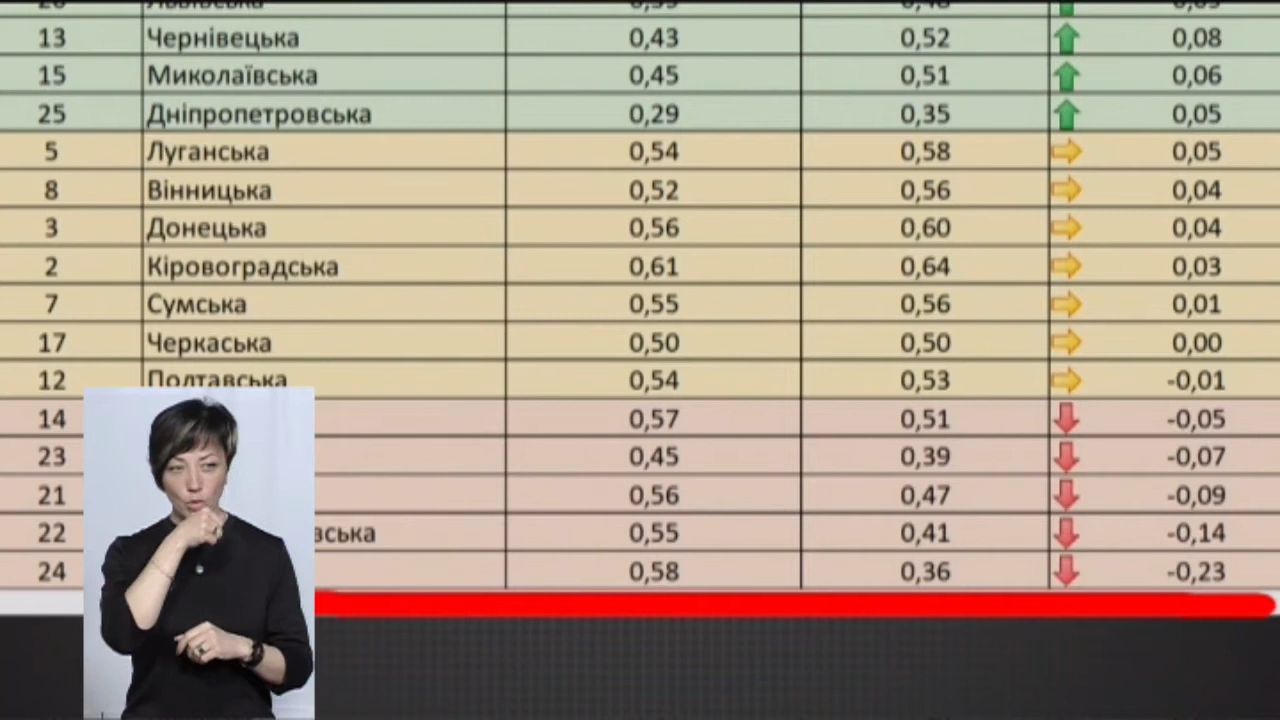 13 Чернівецька 0,43 0,52 0,08
15 Миколаївська 0,45 0,51 0,06
25 Дніпропетровська 0,29 0,35 0,05
5 Луганська 0,54 0,58 0,05
8 Вінницька 0,52 0,56 0,04
3 Донецька 0,56 0,60 0,04
2 Кіровоградська 0,61 0,64 0,03
7 Сумська 0,55 0,56 0,01
17 Черкаська 0,50 0,50 0,00
12 Полтавська 0,54 0,53 -0,01
14 0,57 0,51 -0,05
23 0,45 0,39 -0,07
21 0,56 0,47 -0,09
22 вська 0,55 0,41 -0,14
24 0,58 0,36 -0,23